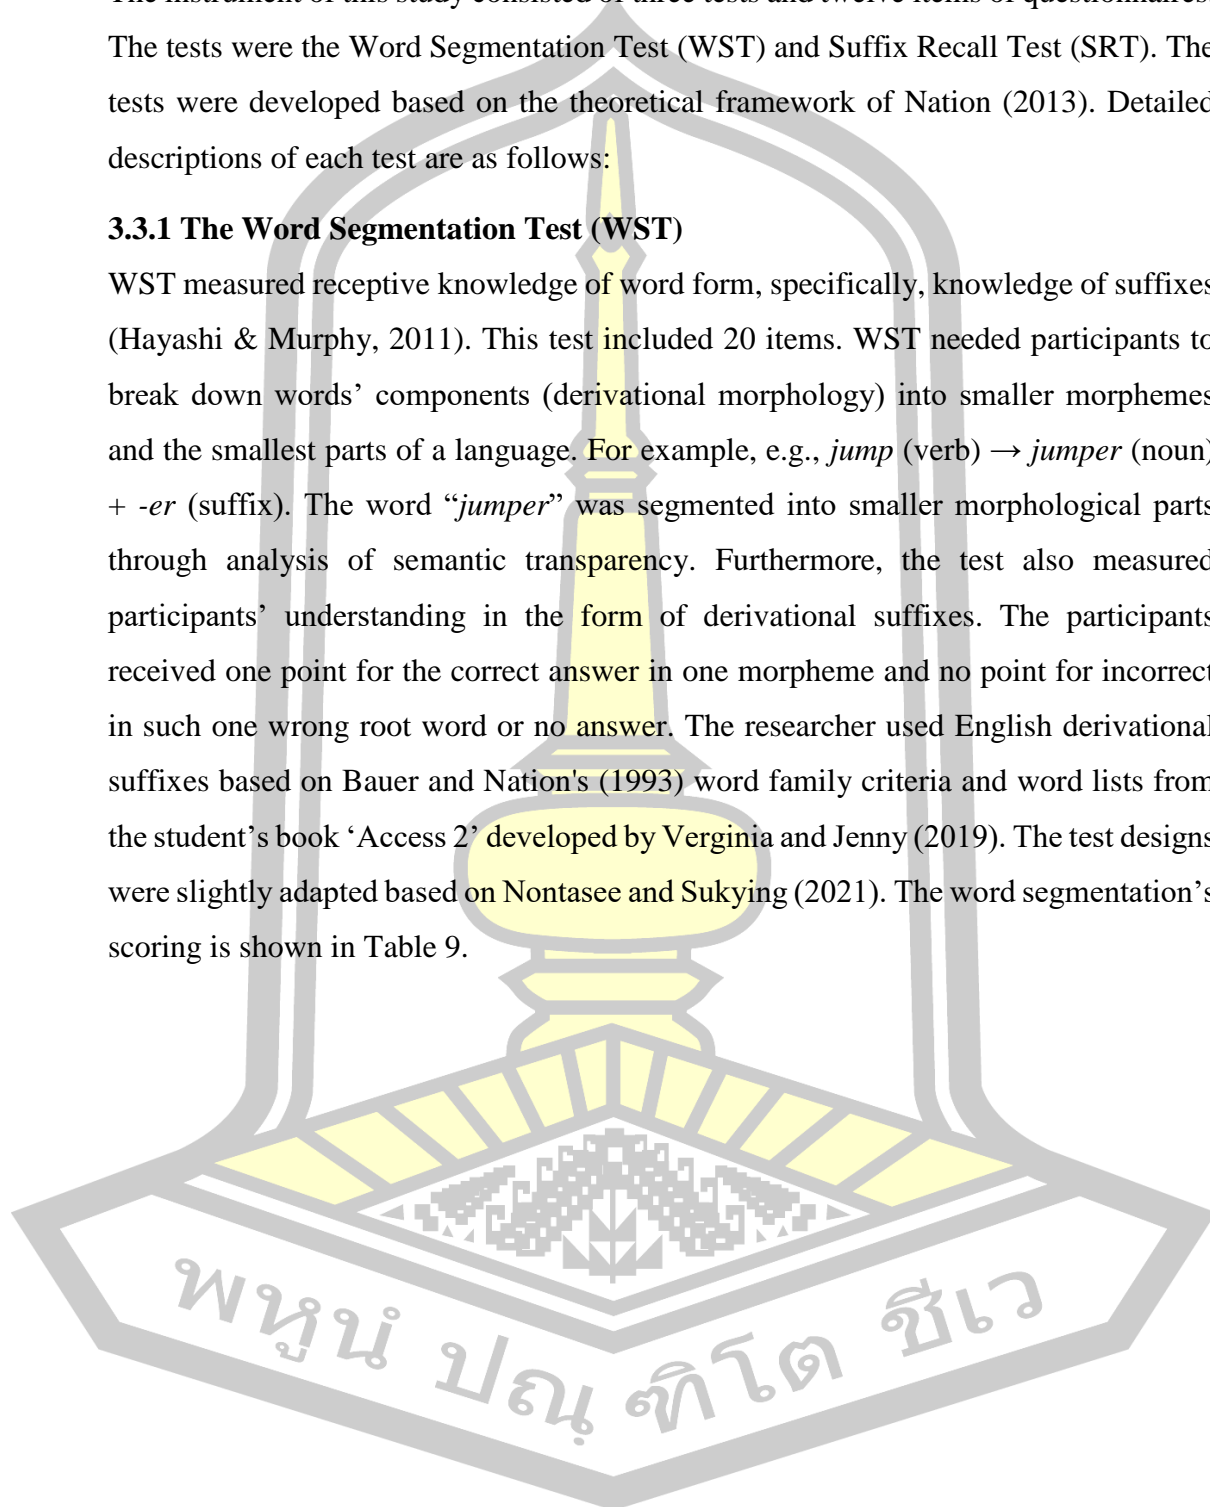 The instrument of this study consisted of three tests and twelve items of questionnaires.
The tests were the Word Segmentation Test (WST) and Suffix Recall Test (SRT). The
tests were developed based on the theoretical framework of Nation (2013). Detailed
descriptions of each test are as follows:
3.3.1 The Word Segmentation Test (WST)
WST measured receptive knowledge of word form, specifically, knowledge of suffixes
(Hayashi & Murphy, 2011). This test included 20 items. WST needed participants to
break down words’ components (derivational morphology) into smaller morphemes
and the smallest parts of a language. For example, e.g., jump (verb) → jumper (noun)
+ -er (suffix). The word “jumper” was segmented into smaller morphological parts
through analysis of semantic transparency. Furthermore, the test also measured
participants’ understanding in the form of derivational suffixes. The participants
received one point for the correct answer in one morpheme and no point for incorrect
in such one wrong root word or no answer. The researcher used English derivational
suffixes based on Bauer and Nation's (1993) word family criteria and word lists from
the student’s book ‘Access 2’ developed by Verginia and Jenny (2019). The test designs
were slightly adapted based on Nontasee and Sukying (2021). The word segmentation’s
scoring is shown in Table 9.
พหูนํ ปณฺฑิโต ชีเว